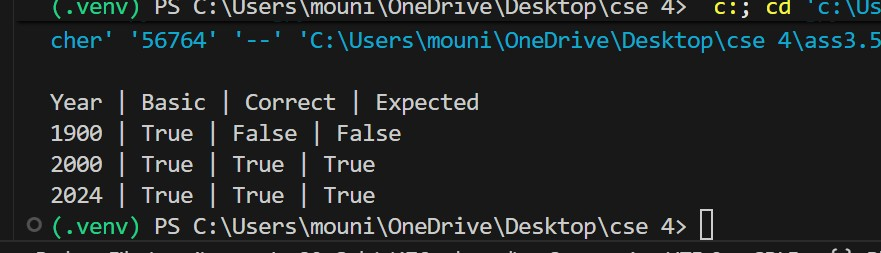 (.venv) PS C:\Users\mouni\OneDrive\Desktop\cse 4>  c:; cd 'c:\Us
cher' '56764' '--' 'C:\Users\mouni\OneDrive\Desktop\cse 4\ass3.5
Year | Basic | Correct | Expected
1900 | True | False | False
2000 | True | True | True
2024 | True | True | True
(.venv) PS C:\Users\mouni\OneDrive\Desktop\cse 4>